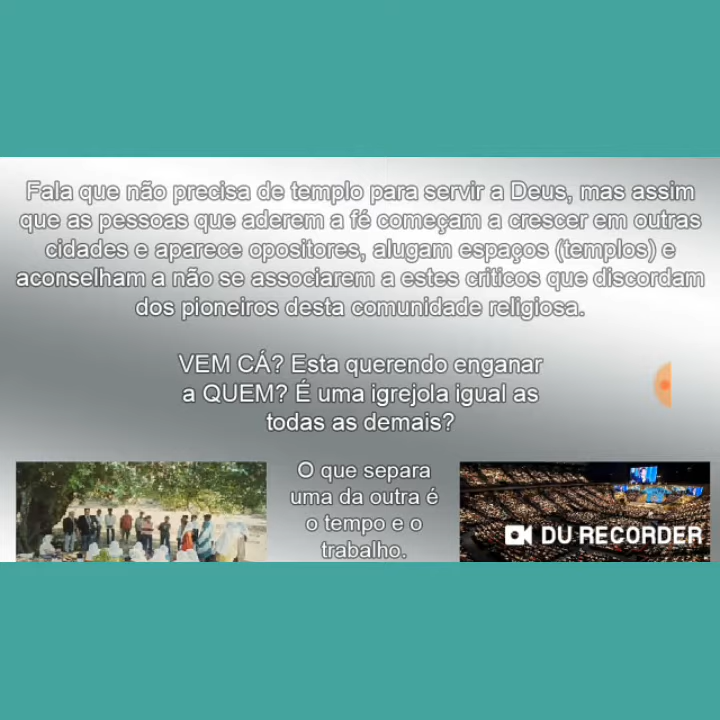 Fala que não precisa de templo para servir a Deus, mas assim
que as pessoas que aderem a fé começam a crescer em outras
cidades e aparece opositores, alugam espaços (templos) e
aconselham a não se associarem a estes criticos que discordam
dos pioneiros desta comunidade religiosa.
VEM CÁ? Esta querendo enganar
a QUEM? É uma igrejola igual as
todas as demais?
O que separa
uma da outra é
o tempo e o
trabalho.
DU RECORDER